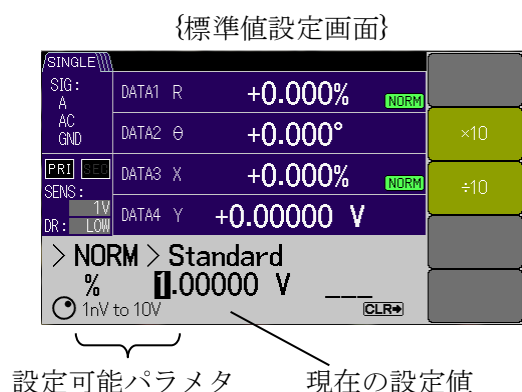 {標準値設定画面}
SINGLE
SIG:
A
AC
GND
PRI SEC
SENS:
1V
DR: LOW
DATA1 R +0.000% NORM
DATA2 θ +0.000°
DATA3 X +0.000% NORM
DATA4 Y +0.00000 V
×10
÷10
>NORM>Standard
% 1.00000 V ___
1nV to 10V CLR→
設定可能パラメタ 現在の設定値